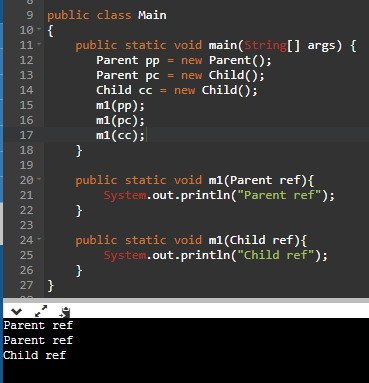 9 public class Main
10 {
11 public static void main(String[] args) {
12 Parent pp = new Parent();
13 Parent pc = new Child();
14 Child cc = new Child();
15 m1(pp);
16 m1(pc);
17 m1(cc);
18 }
19
20 public static void m1(Parent ref){
21 System.out.println("Parent ref");
22 }
23
24 public static void m1(Child ref){
25 System.out.println("Child ref");
26 }
27 }
Parent ref
Parent ref
Child ref